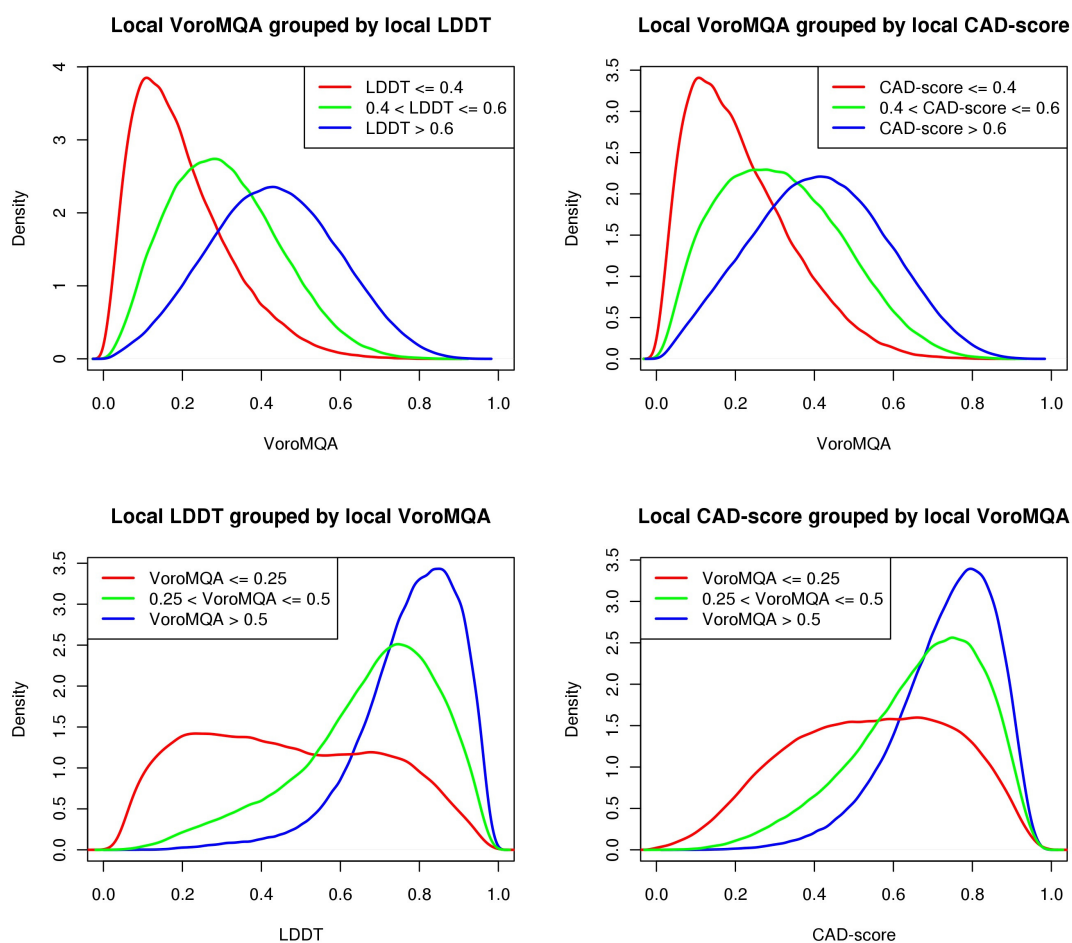 Local VoroMQA grouped by local LDDT
LDDT <= 0.4
0.4 < LDDT <= 0.6
LDDT > 0.6
Density
0
1
2
3
4
0.0 0.2 0.4 0.6 0.8 1.0
VoroMQA
Local VoroMQA grouped by local CAD-score
CAD-score <= 0.4
0.4 < CAD-score <= 0.6
CAD-score > 0.6
Density
0.0 0.5 1.0 1.5 2.0 2.5 3.0 3.5
0.0 0.2 0.4 0.6 0.8 1.0
VoroMQA
Local LDDT grouped by local VoroMQA
VoroMQA <= 0.25
0.25 < VoroMQA <= 0.5
VoroMQA > 0.5
Density
0.0 0.5 1.0 1.5 2.0 2.5 3.0 3.5
0.0 0.2 0.4 0.6 0.8 1.0
LDDT
Local CAD-score grouped by local VoroMQA
VoroMQA <= 0.25
0.25 < VoroMQA <= 0.5
VoroMQA > 0.5
Density
0.0 0.5 1.0 1.5 2.0 2.5 3.0 3.5
0.0 0.2 0.4 0.6 0.8 1.0
CAD-score